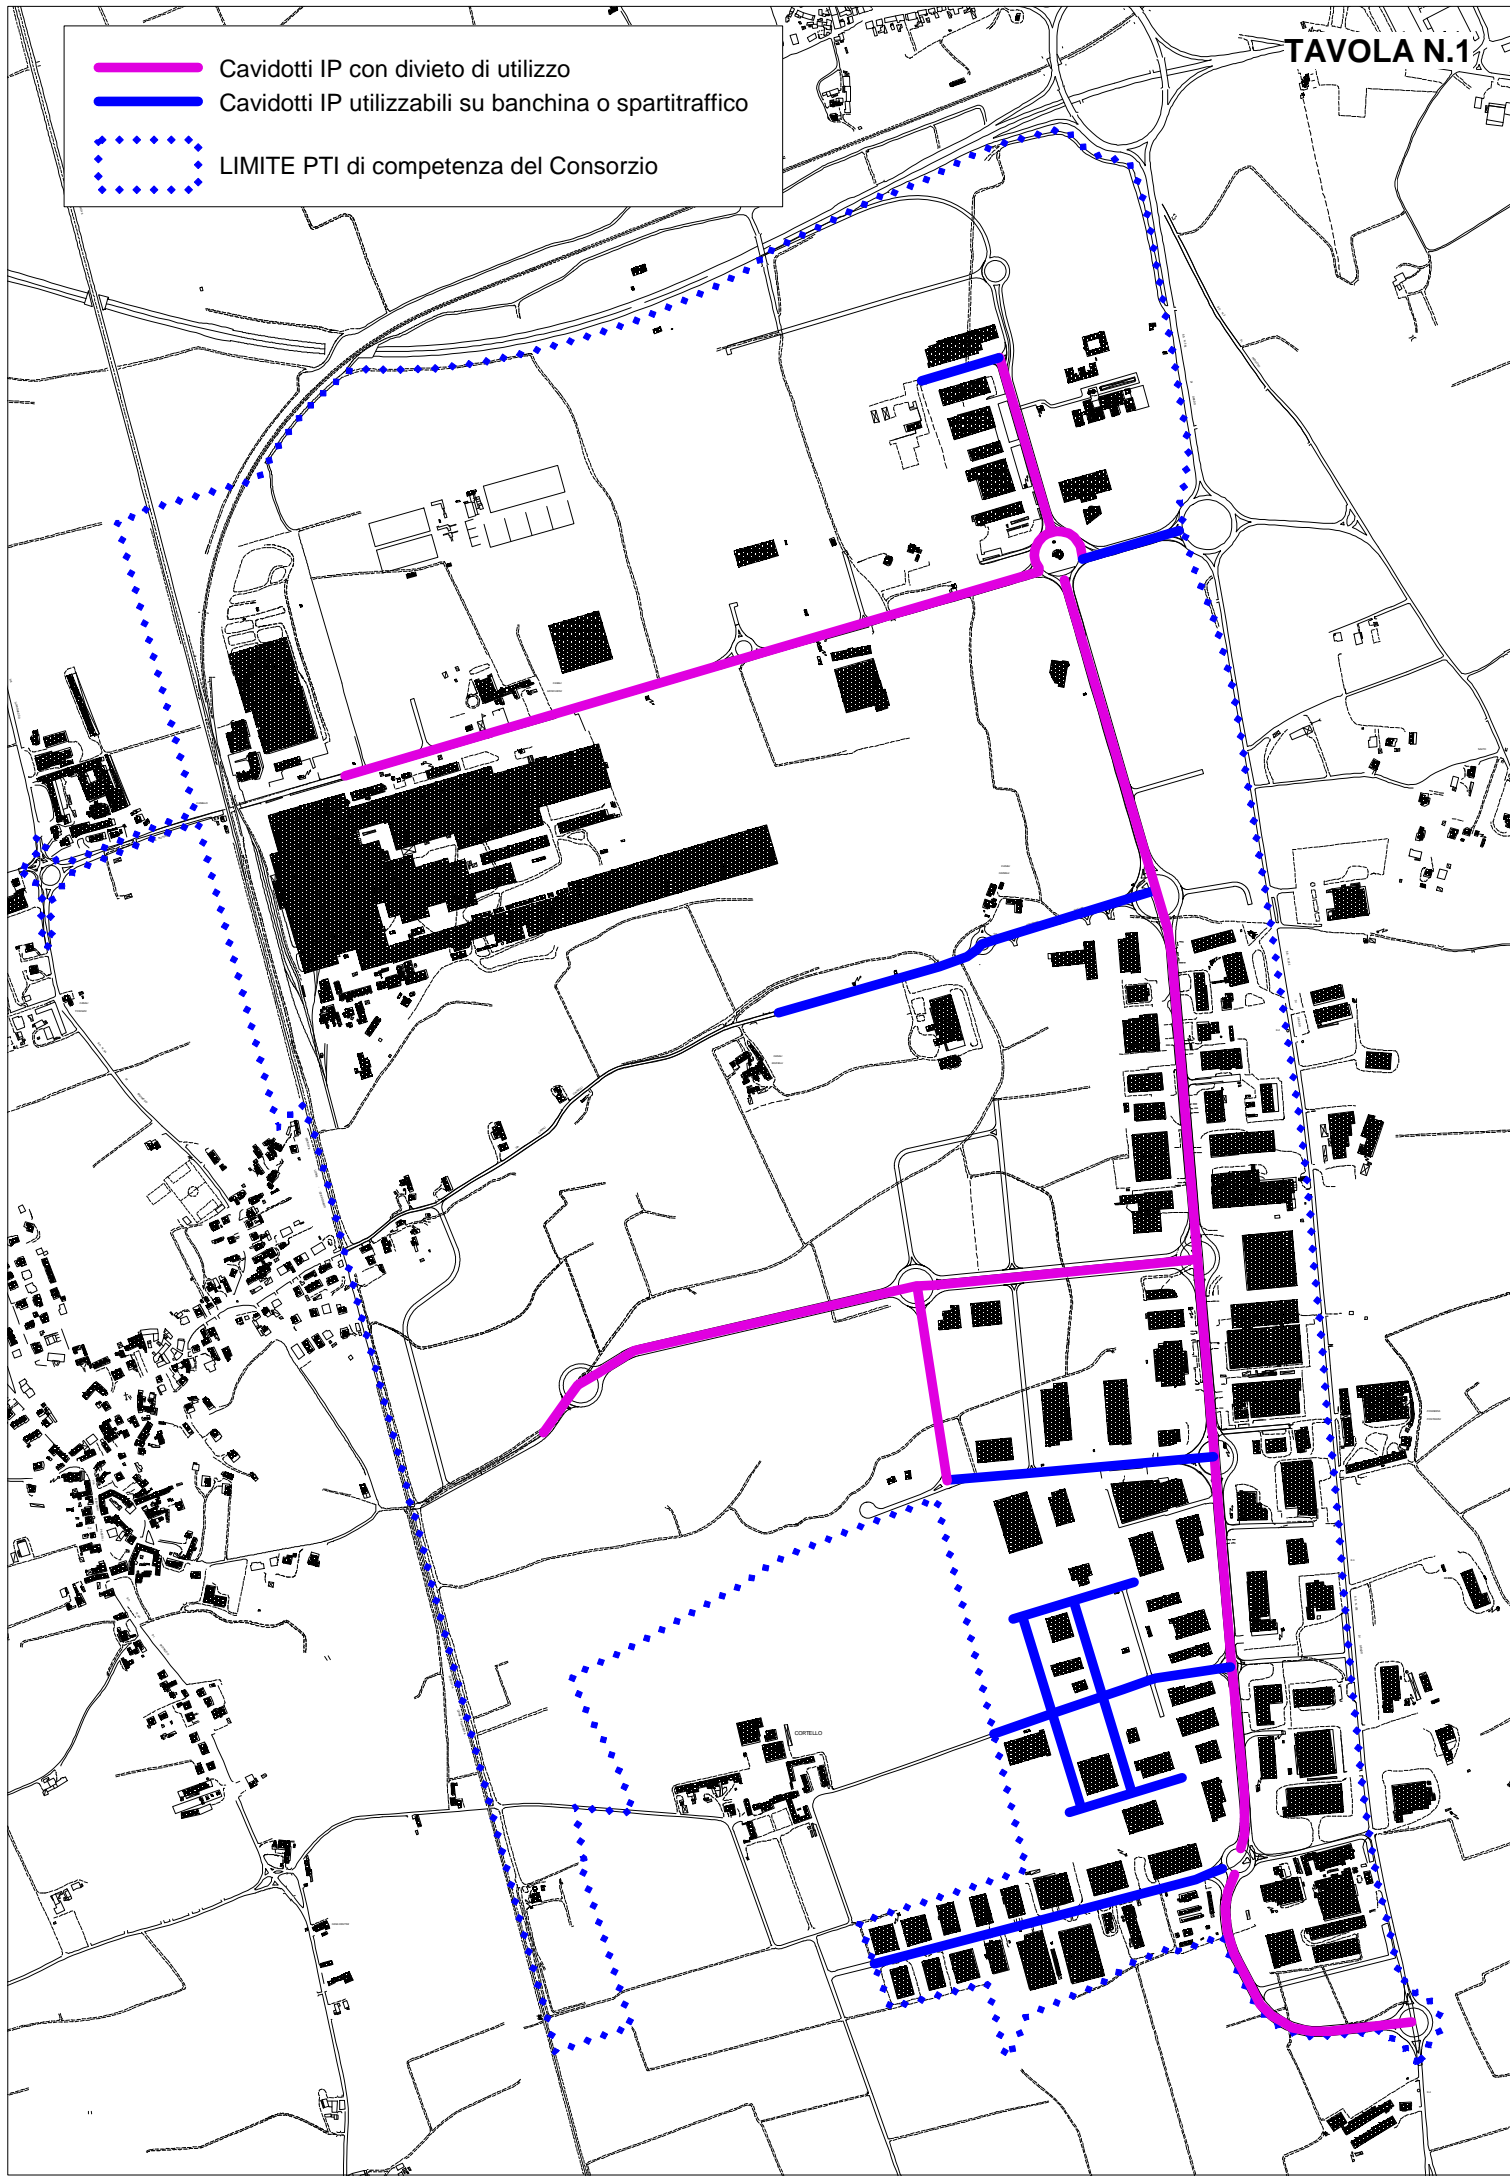 TAVOLA N.1
Cavidotti IP con divieto di utilizzo
Cavidotti IP utilizzabili su banchina o spartitraffico
LIMITE PTI di competenza del Consorzio
CORTELLO